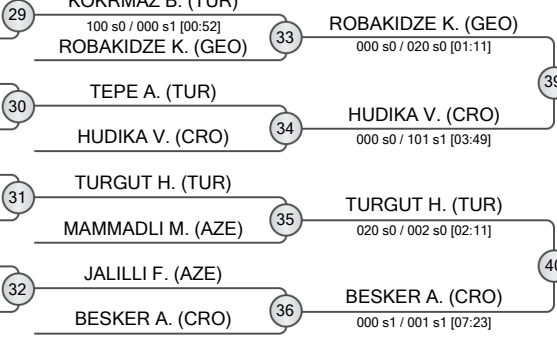 KORKMAZ B. (TUR)
29
100 s0 / 000 s1 [00:52]
ROBAKIDZE K. (GEO)
33
ROBAKIDZE K. (GEO)
000 s0 / 020 s0 [01:11]
39
30
TEPE A. (TUR)
HUDIKA V. (CRO)
34
HUDIKA V. (CRO)
000 s0 / 101 s1 [03:49]
31
TURGUT H. (TUR)
MAMMADLI M. (AZE)
35
TURGUT H. (TUR)
020 s0 / 002 s0 [02:11]
40
32
JALILLI F. (AZE)
BESKER A. (CRO)
36
BESKER A. (CRO)
000 s1 / 001 s1 [07:23]